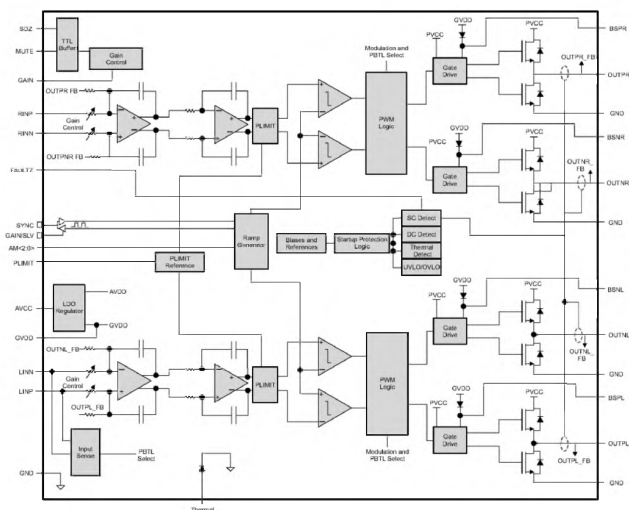 SDZ
MUTE
GAIN
TTL
Buffer
Gain
Control
OUTPR FB
RINP
RINN
Gain
Control
OUTPNR FB
FAULTZ
SYNC
GAIN/SLV
AM<2:0>
PLIMIT
AVCC
GVDD
LDO
Regulator
AVDD
GVDD
OUTNL_FB
LINN
LINP
Gain
Control
OUTPL_FB
Input
Sense
PBTL
Select
GND
Thermal
PLIMIT
PLIMIT
Reference
PLIMIT
Ramp
Generator
Biases and
References
Startup Protection
Logic
SC Detect
DC Detect
Thermal
Detect
UVLO/OVLO
Modulation and
PBTL Select
PWM
Logic
PWM
Logic
Modulation and
PBTL Select
GVDD
PVCC
PVCC
Gate
Drive
BSPR
OUTPR_FB
OUTPR
GND
GVDD
PVCC
PVCC
Gate
Drive
BSNR
OUTNR_
FB
OUTNR
GND
GVDD
PVCC
PVCC
Gate
Drive
BSNL
OUTNL
OUTNL_
FB
GND
GVDD
PVCC
PVCC
Gate
Drive
BSPL
OUTPL
OUTPL_FB
GND